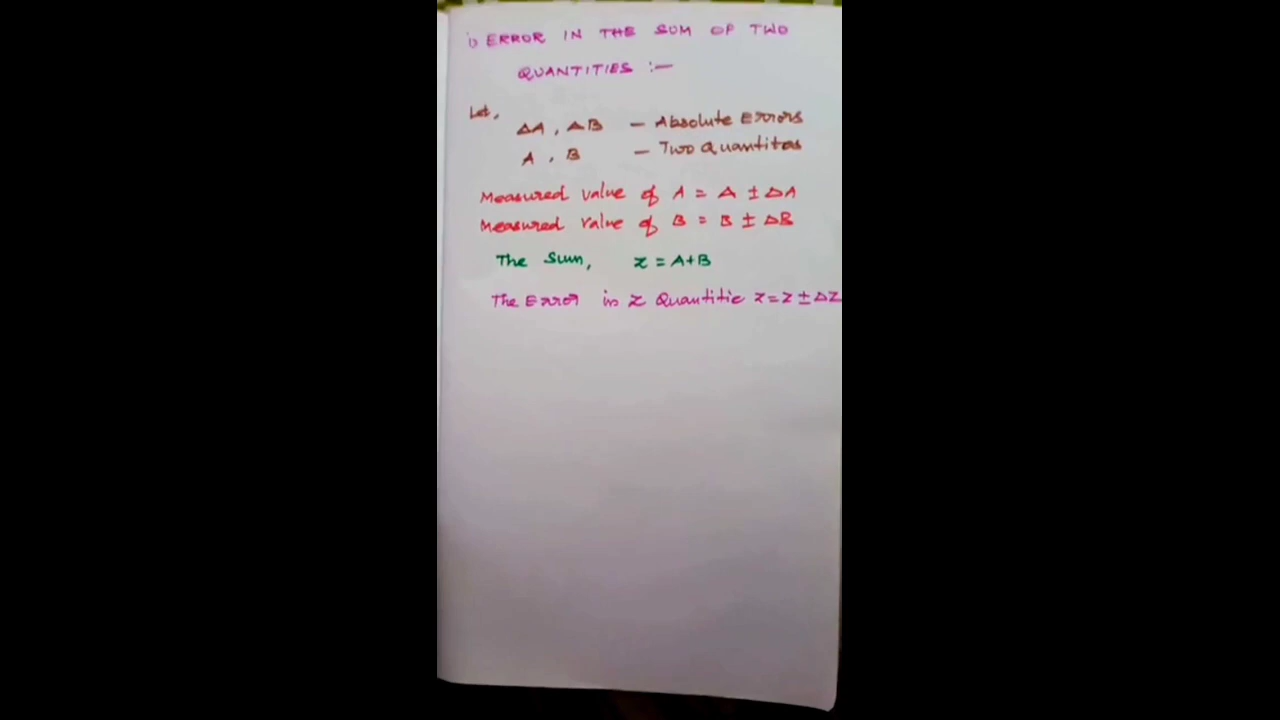 i) ERROR IN THE SUM OF TWO
QUANTITIES :-
Let,
ΔA, ΔB - Absolute Errors
A, B - Two Quantites
Measured value of A = A ± ΔA
Measured value of B = B ± ΔB
The Sum, Z = A+B
The Error in Z Quantitie Z=Z±ΔZ